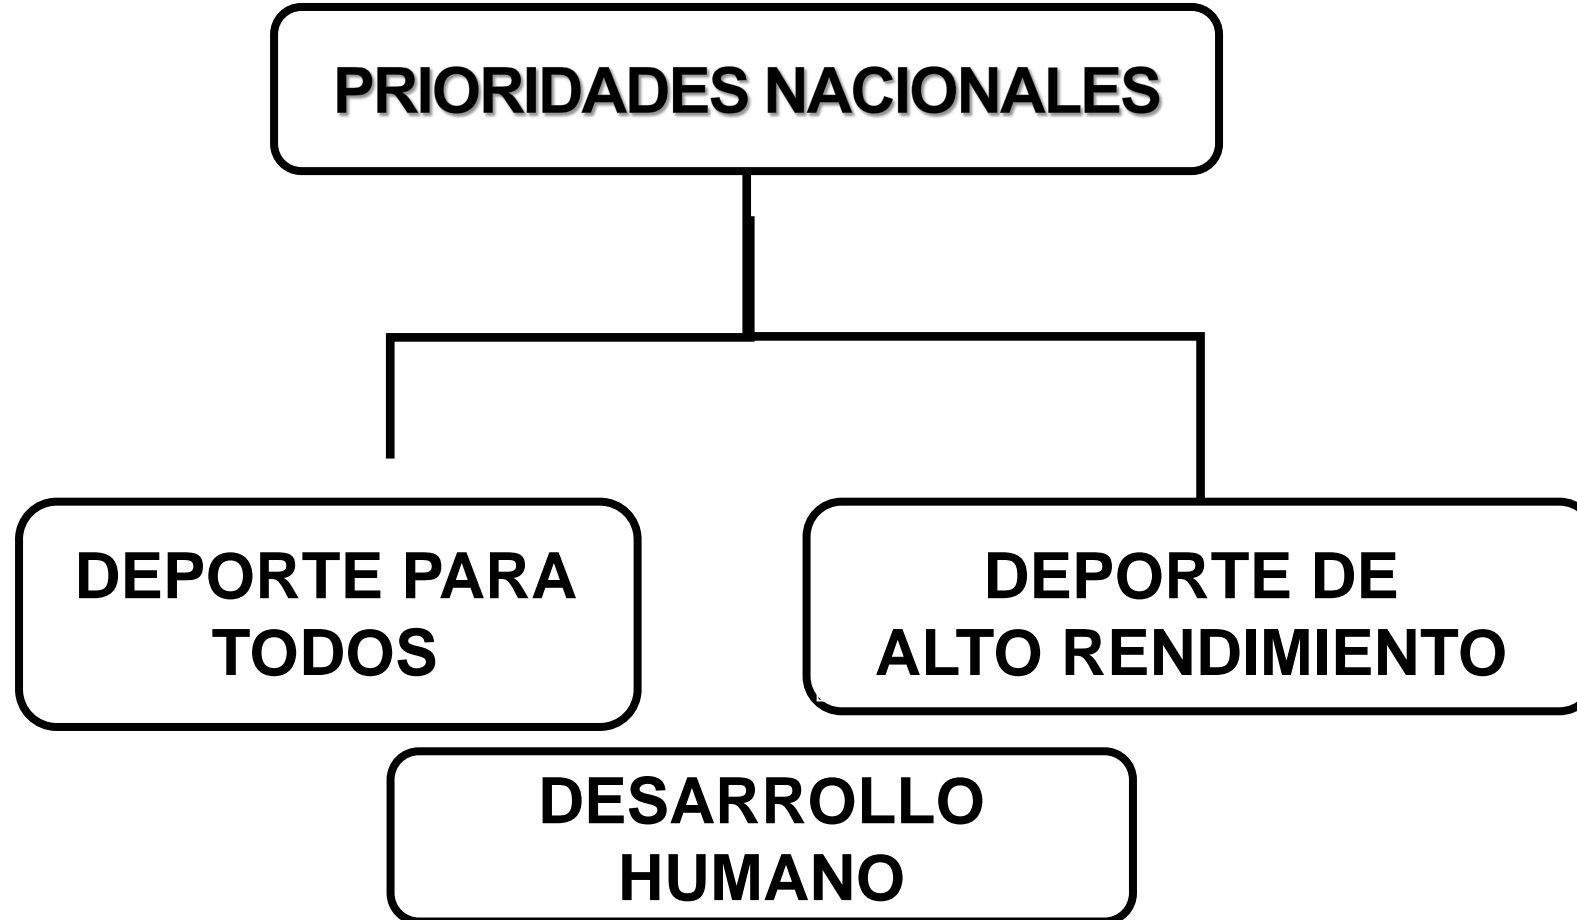 PRIORIDADES NACIONALES
DEPORTE PARA
TODOS
DEPORTE DE
ALTO RENDIMIENTO
DESARROLLO
HUMANO